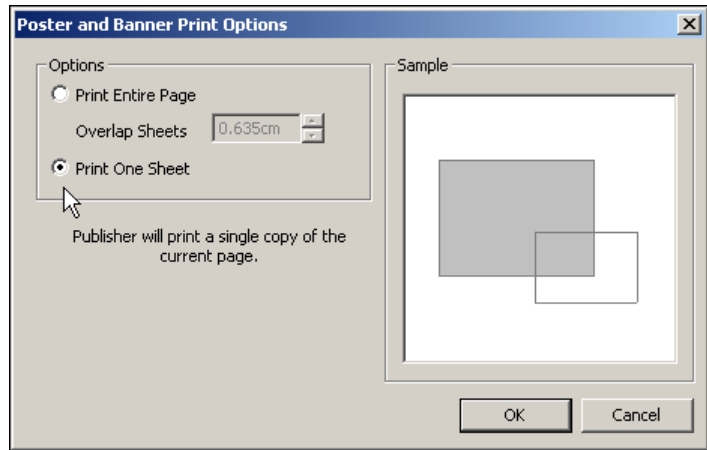 Poster and Banner Print Options
Options
Print Entire Page
Overlap Sheets 0.635cm
Print One Sheet
Publisher will print a single copy of the
current page.
Sample
OK Cancel